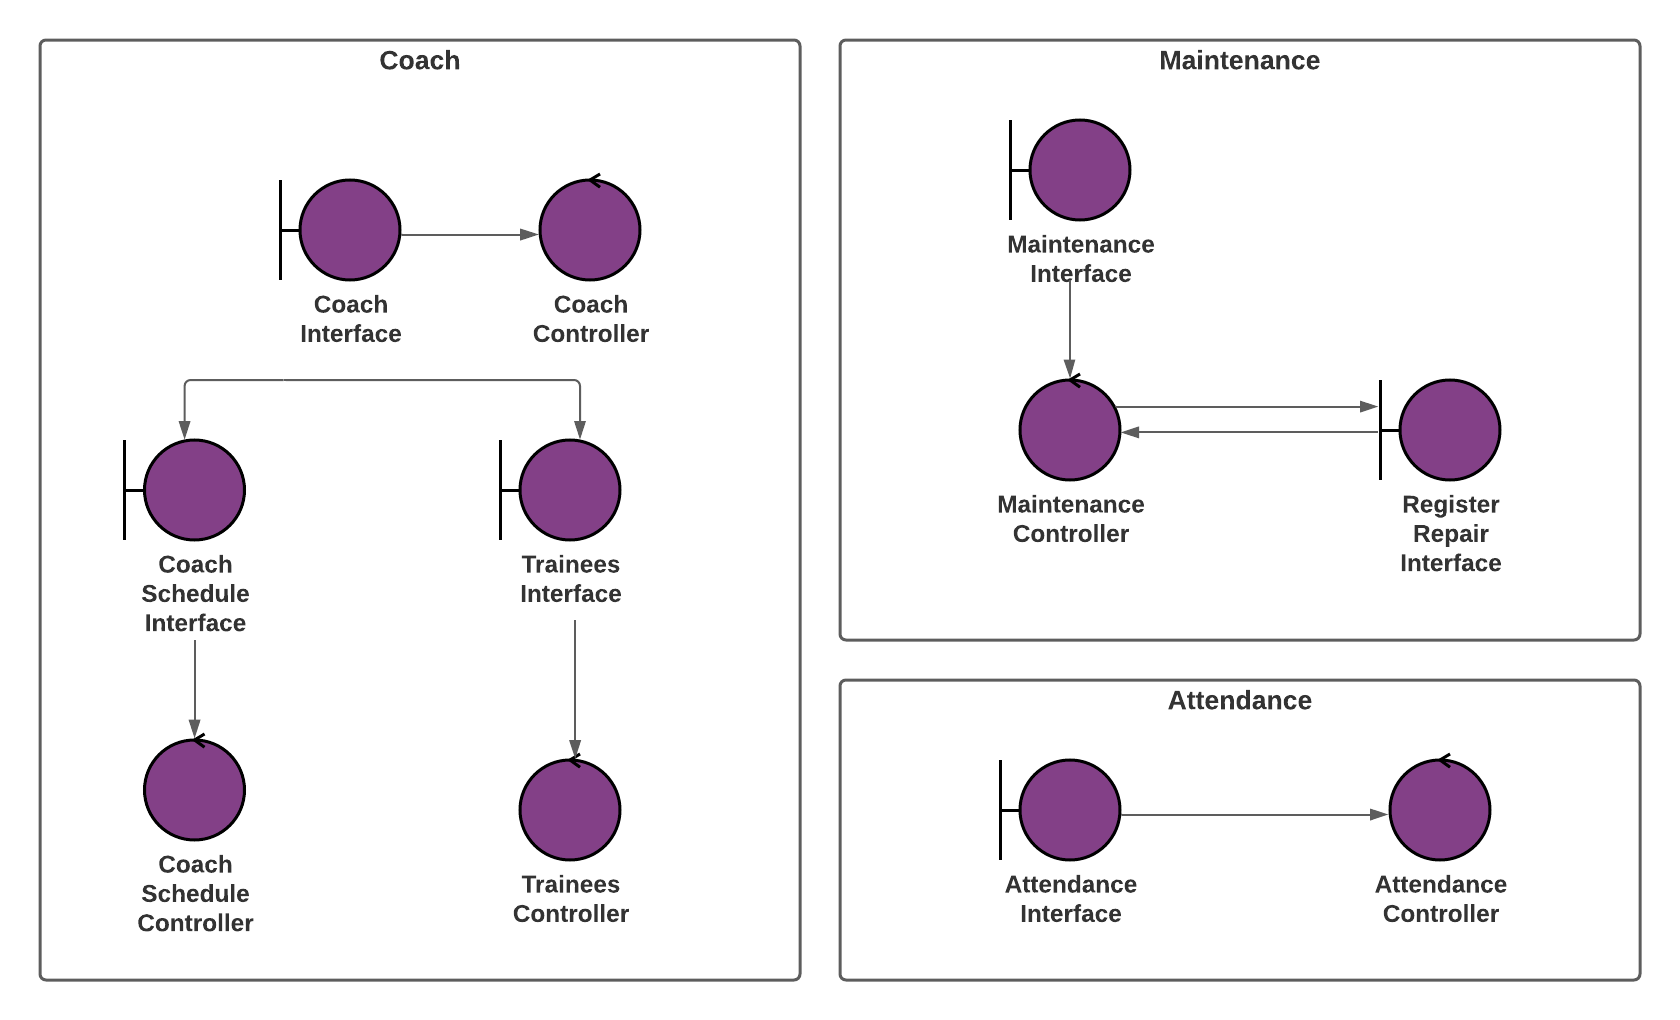 Coach
Coach
Interface
Coach
Controller
Coach
Schedule
Interface
Trainees
Interface
Coach
Schedule
Controller
Trainees
Controller
Maintenance
Maintenance
Interface
Maintenance
Controller
Register
Repair
Interface
Attendance
Attendance
Interface
Attendance
Controller